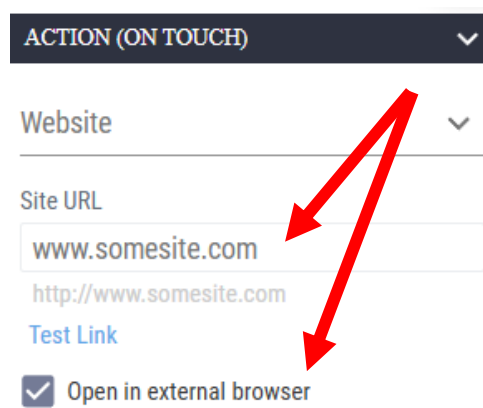 ACTION (ON TOUCH)
Website
Site URL
www.somesite.com
http://www.somesite.com
Test Link
Open in external browser